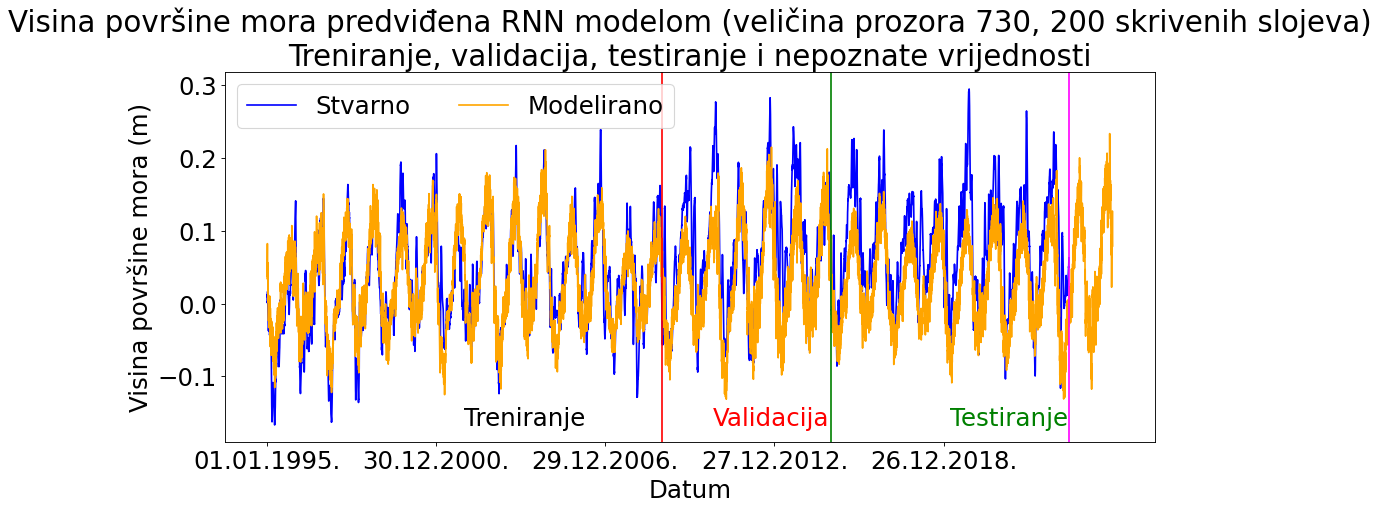 Visina površine mora predviđena RNN modelom (veličina prozora 730, 200 skrivenih slojeva)
Treniranje, validacija, testiranje i nepoznate vrijednosti
Stvarno
Modelirano
Visina površine mora (m)
0.3
0.2
0.1
0.0
−0.1
Treniranje
Validacija
Testiranje
01.01.1995.
30.12.2000.
29.12.2006.
27.12.2012.
26.12.2018.
Datum